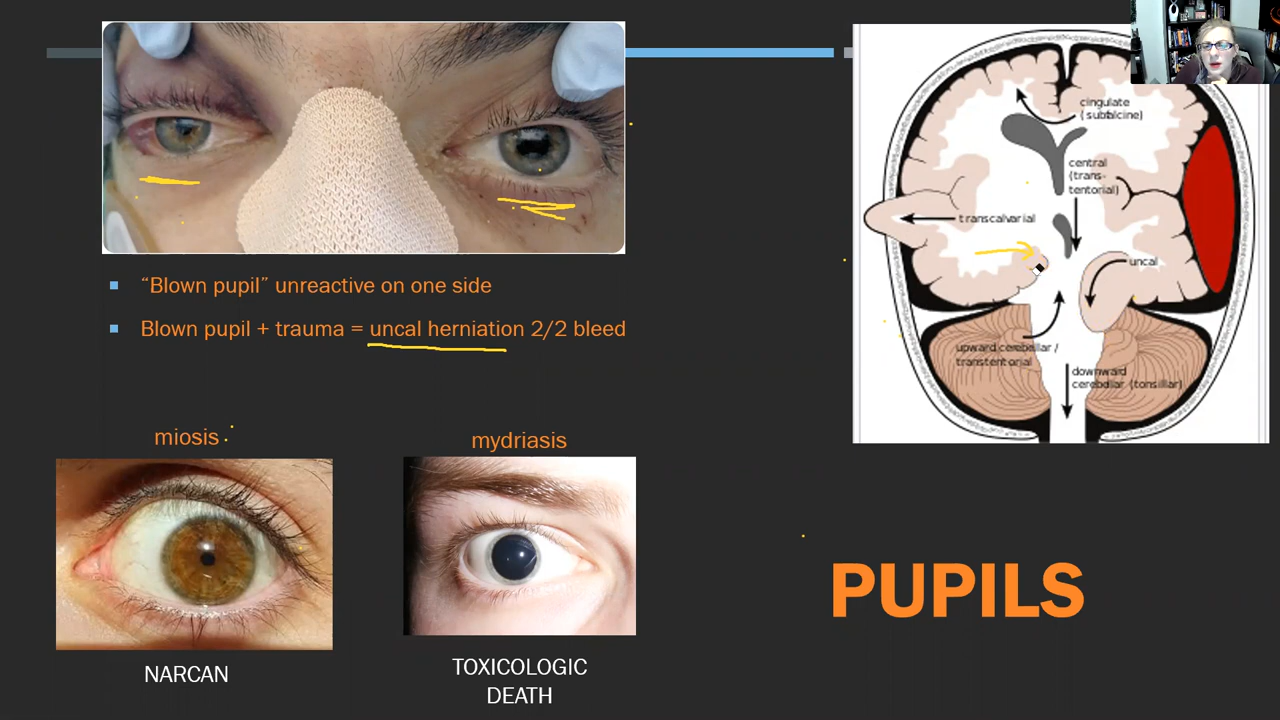 cingulate
( subfalcine)
central
(trans-
tentorial)
transcalvarial
uncal
upward cerebellar /
transtentorial
downward
cerebellar (tonsillar)
“Blown pupil” unreactive on one side
Blown pupil + trauma = uncal herniation 2/2 bleed
miosis
mydriasis
NARCAN
TOXICOLOGIC
DEATH
PUPILS